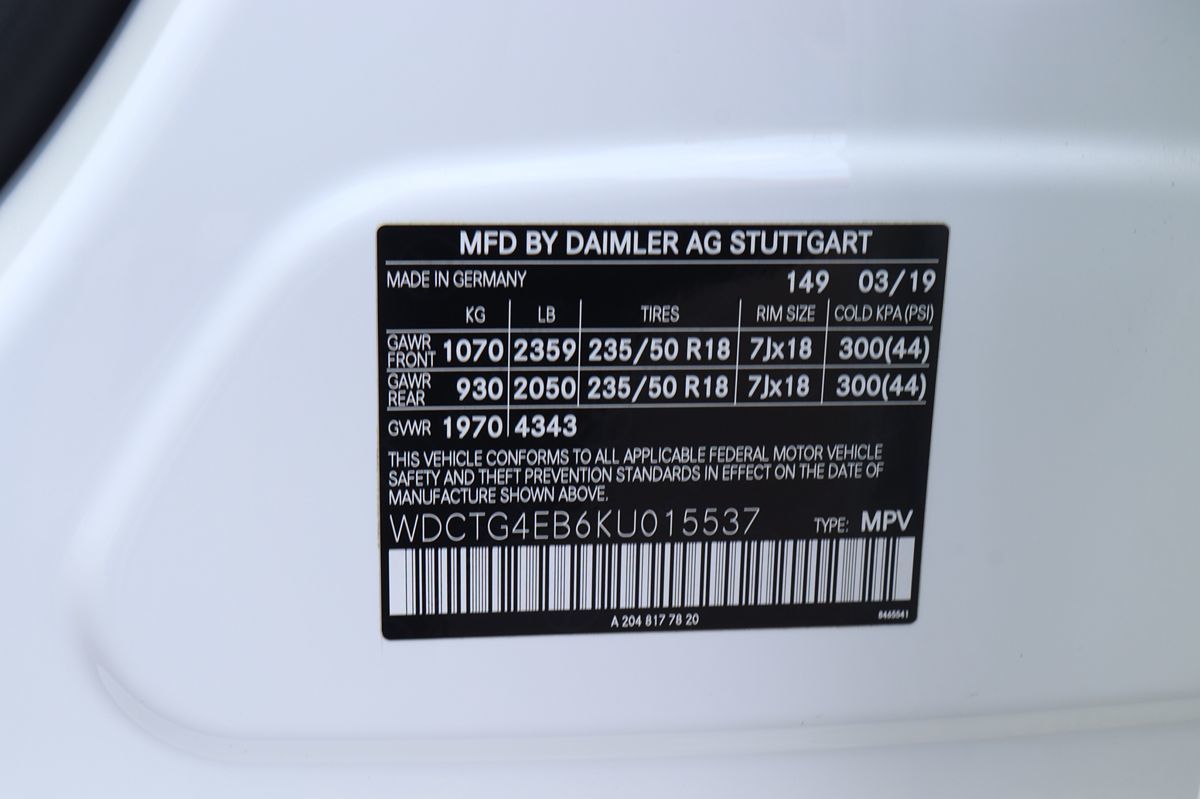 MFD BY DAIMLER AG STUTTGART
MADE IN GERMANY 149 03/19
KG LB TIRES RIM SIZE COLD KPA (PSI)
GAWR FRONT 1070 2359 235/50 R18 7Jx18 300(44)
GAWR REAR 930 2050 235/50 R18 7Jx18 300(44)
GVWR 1970 4343
THIS VEHICLE CONFORMS TO ALL APPLICABLE FEDERAL MOTOR VEHICLE
SAFETY AND THEFT PREVENTION STANDARDS IN EFFECT ON THE DATE OF
MANUFACTURE SHOWN ABOVE.
WDCTG4EB6KU015537 TYPE: MPV
A 204 817 78 20